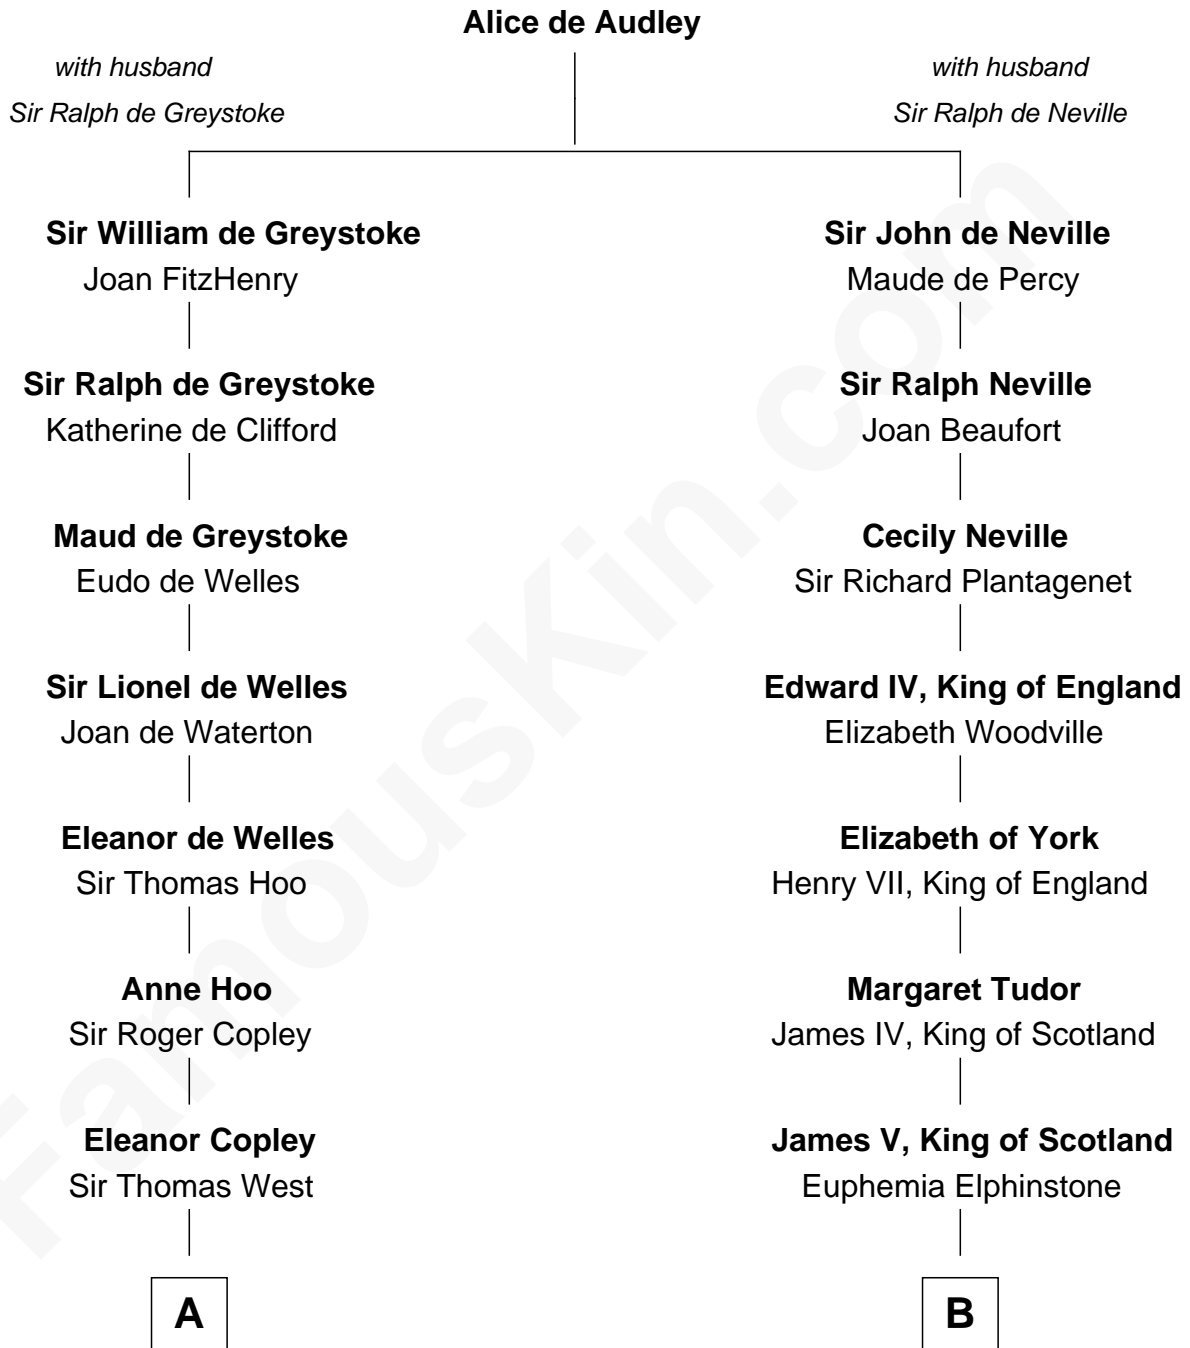 Alice de Audley
with husband
Sir Ralph de Greystoke
with husband
Sir Ralph de Neville
Sir William de Greystoke
Joan FitzHenry
Sir Ralph de Greystoke
Katherine de Clifford
Maud de Greystoke
Eudo de Welles
Sir Lionel de Welles
Joan de Waterton
Eleanor de Welles
Sir Thomas Hoo
Anne Hoo
Sir Roger Copley
Eleanor Copley
Sir Thomas West
A
Sir John de Neville
Maude de Percy
Sir Ralph Neville
Joan Beaufort
Cecily Neville
Sir Richard Plantagenet
Edward IV, King of England
Elizabeth Woodville
Elizabeth of York
Henry VII, King of England
Margaret Tudor
James IV, King of Scotland
James V, King of Scotland
Euphemia Elphinstone
B
FamousKin.com